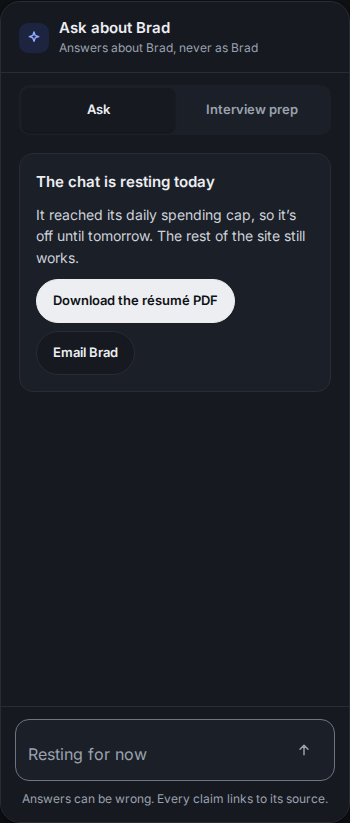 Ask about Brad
Answers about Brad, never as Brad
Ask
Interview prep
The chat is resting today
It reached its daily spending cap, so it’s
off until tomorrow. The rest of the site still
works.
Download the résumé PDF
Email Brad
Resting for now
Answers can be wrong. Every claim links to its source.